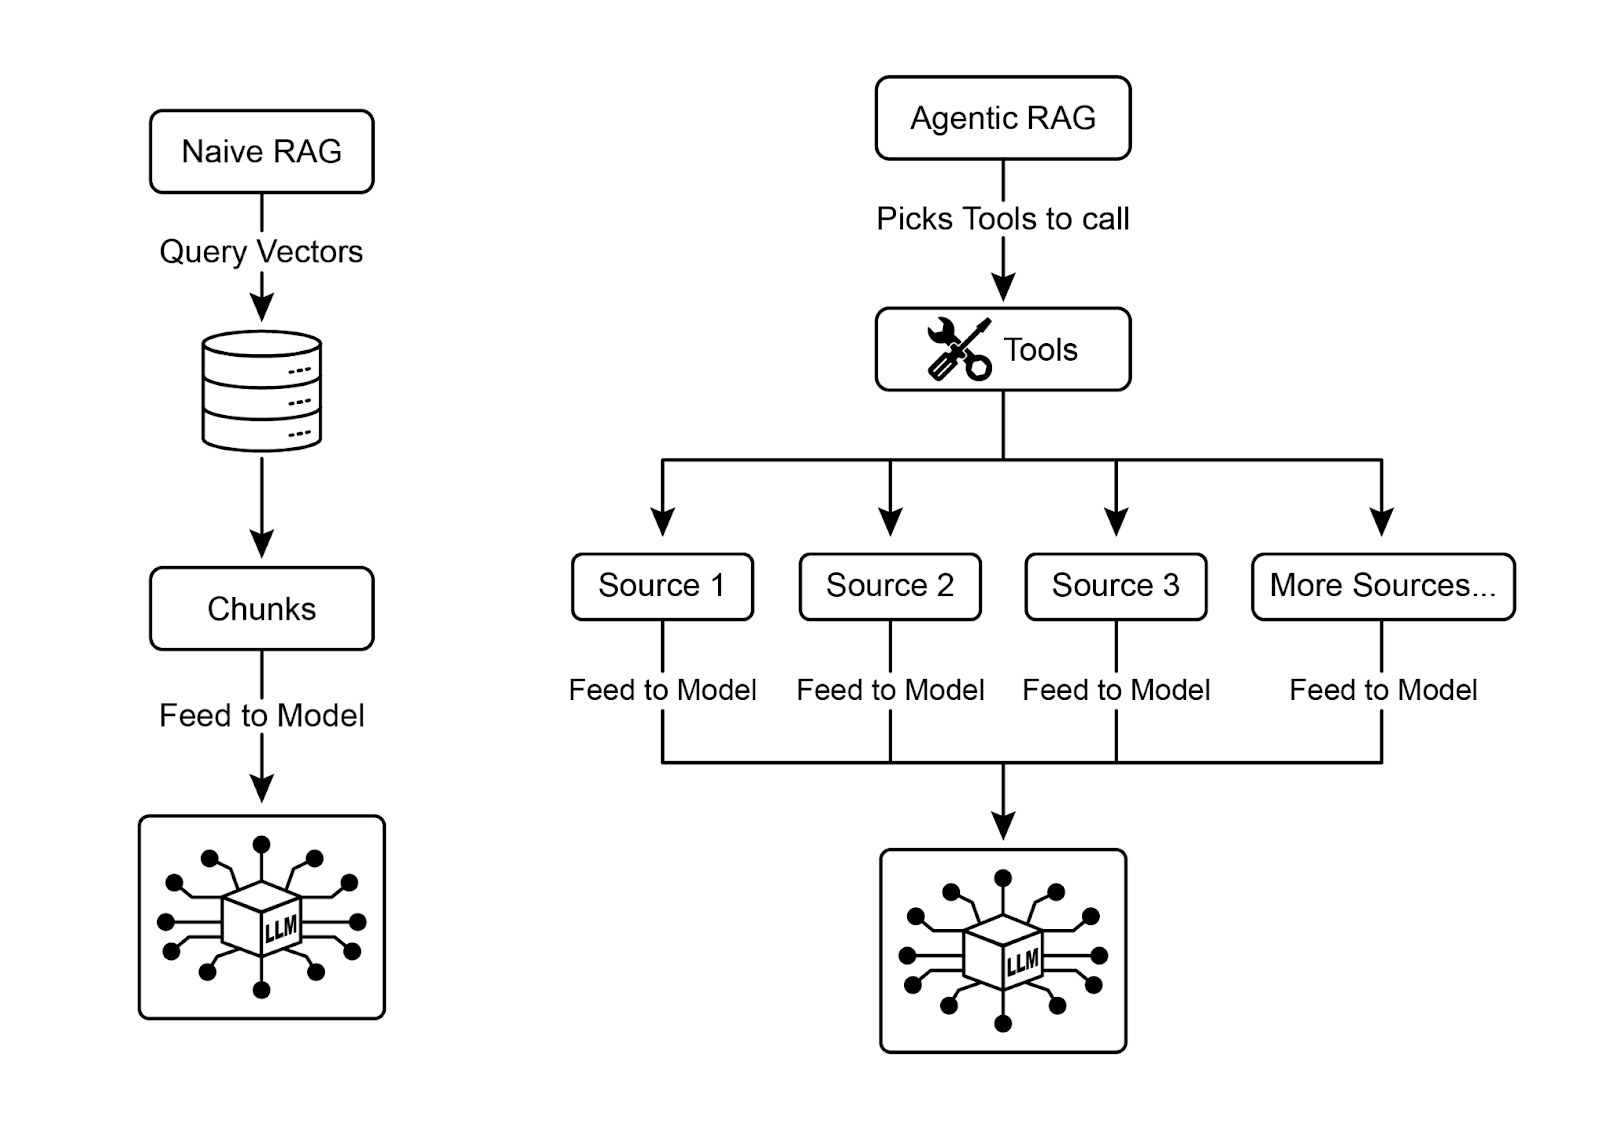 Naive RAG
Query Vectors
Chunks
Feed to Model
LLM
Agentic RAG
Picks Tools to call
Tools
Source 1
Source 2
Source 3
More Sources...
Feed to Model
Feed to Model
Feed to Model
Feed to Model
LLM